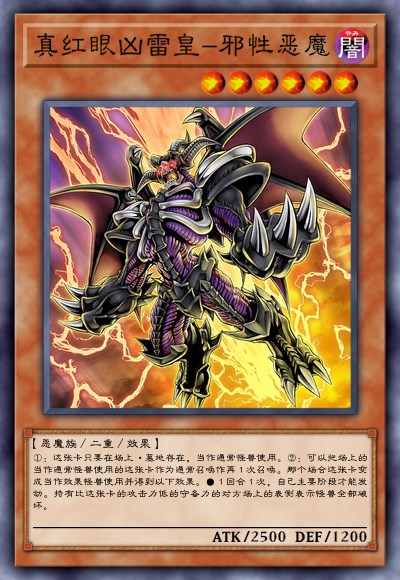 真红眼凶雷皇-邪性恶魔
闇
やみ
【恶魔族／二重／效果】
①：这张卡只要在场上·墓地存在，当作通常怪兽使用。②：可以把场上的
当作通常怪兽使用的这张卡作为通常召唤作再1次召唤。那个场合这张卡变
成当作效果怪兽使用并得到以下效果。●1回合1次，自己主要阶段才能发
动。持有比这张卡的攻击力低的守备力的对方场上的表侧表示怪兽全部破
坏。
ATK/2500 DEF/1200